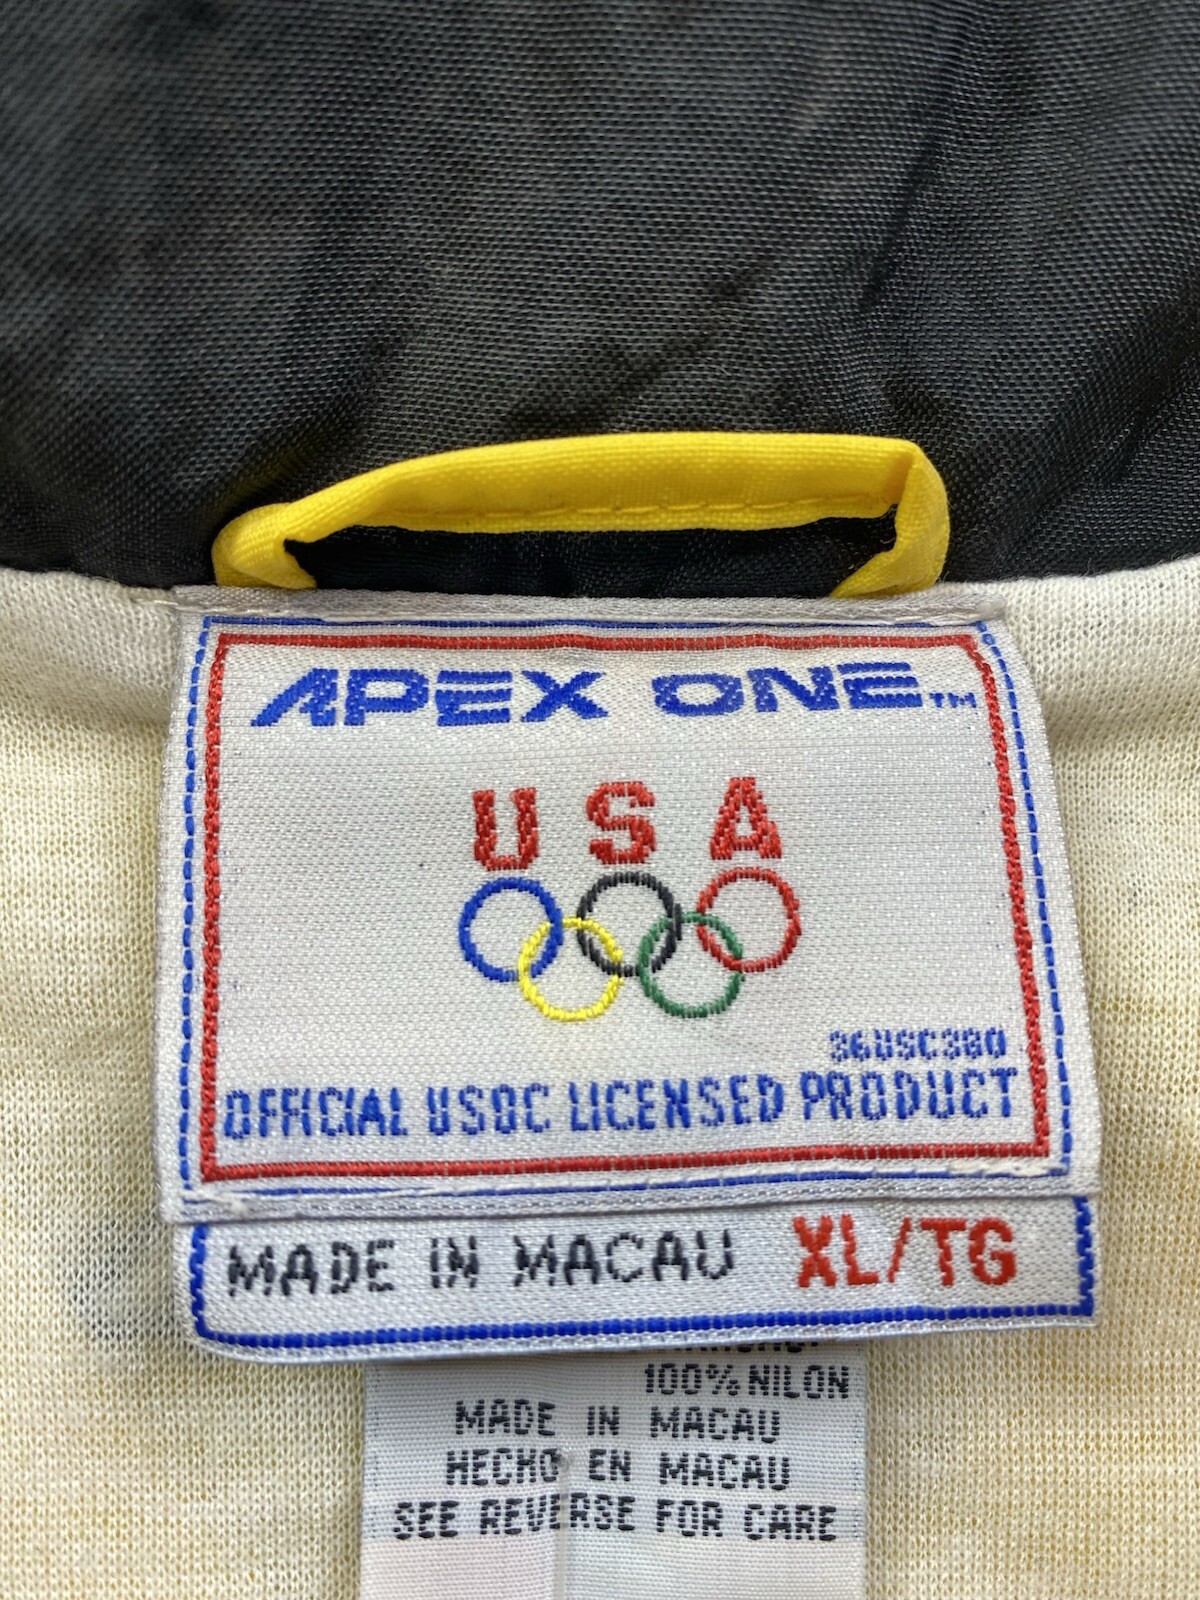 APEX ONE™
USA
36USC380
OFFICIAL USOC LICENSED PRODUCT
MADE IN MACAU XL/TG
100% NILON
MADE IN MACAU
HECHO EN MACAU
SEE REVERSE FOR CARE